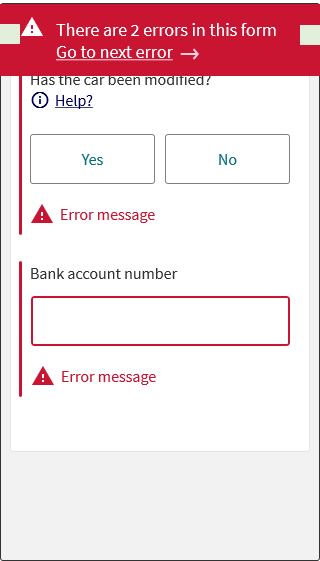 There are 2 errors in this form
Go to next error →
Has the car been modified?
Help?
Yes
No
Error message
Bank account number
Error message